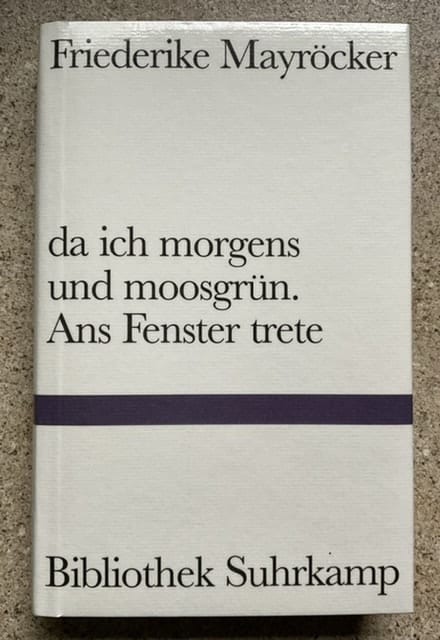 Friederike Mayröcker
da ich morgens
und moosgrün.
Ans Fenster trete
Bibliothek Suhrkamp